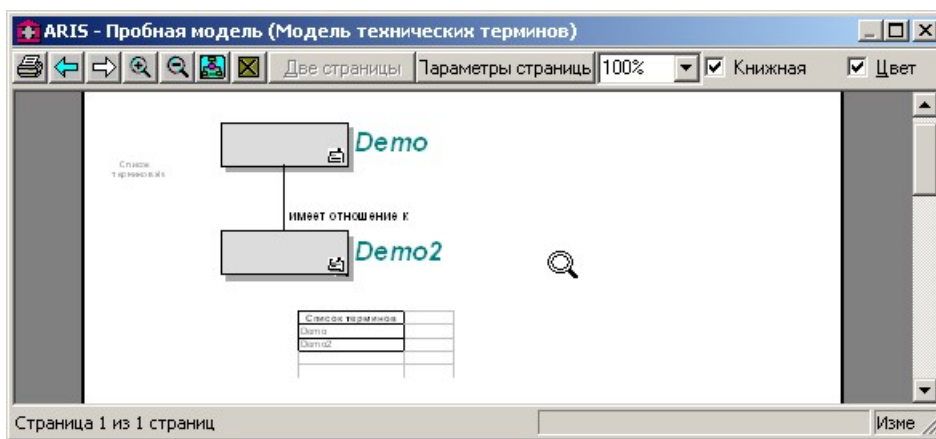 ARIS - Пробная модель (Модель технических терминов)
Две страницы Параметры страниць 100% Книжная Цвет
Demo
Список
терминов
имеет отношение к
Demo2
Список терминов
Demo
Demo2
Страница 1 из 1 страниц
Изме